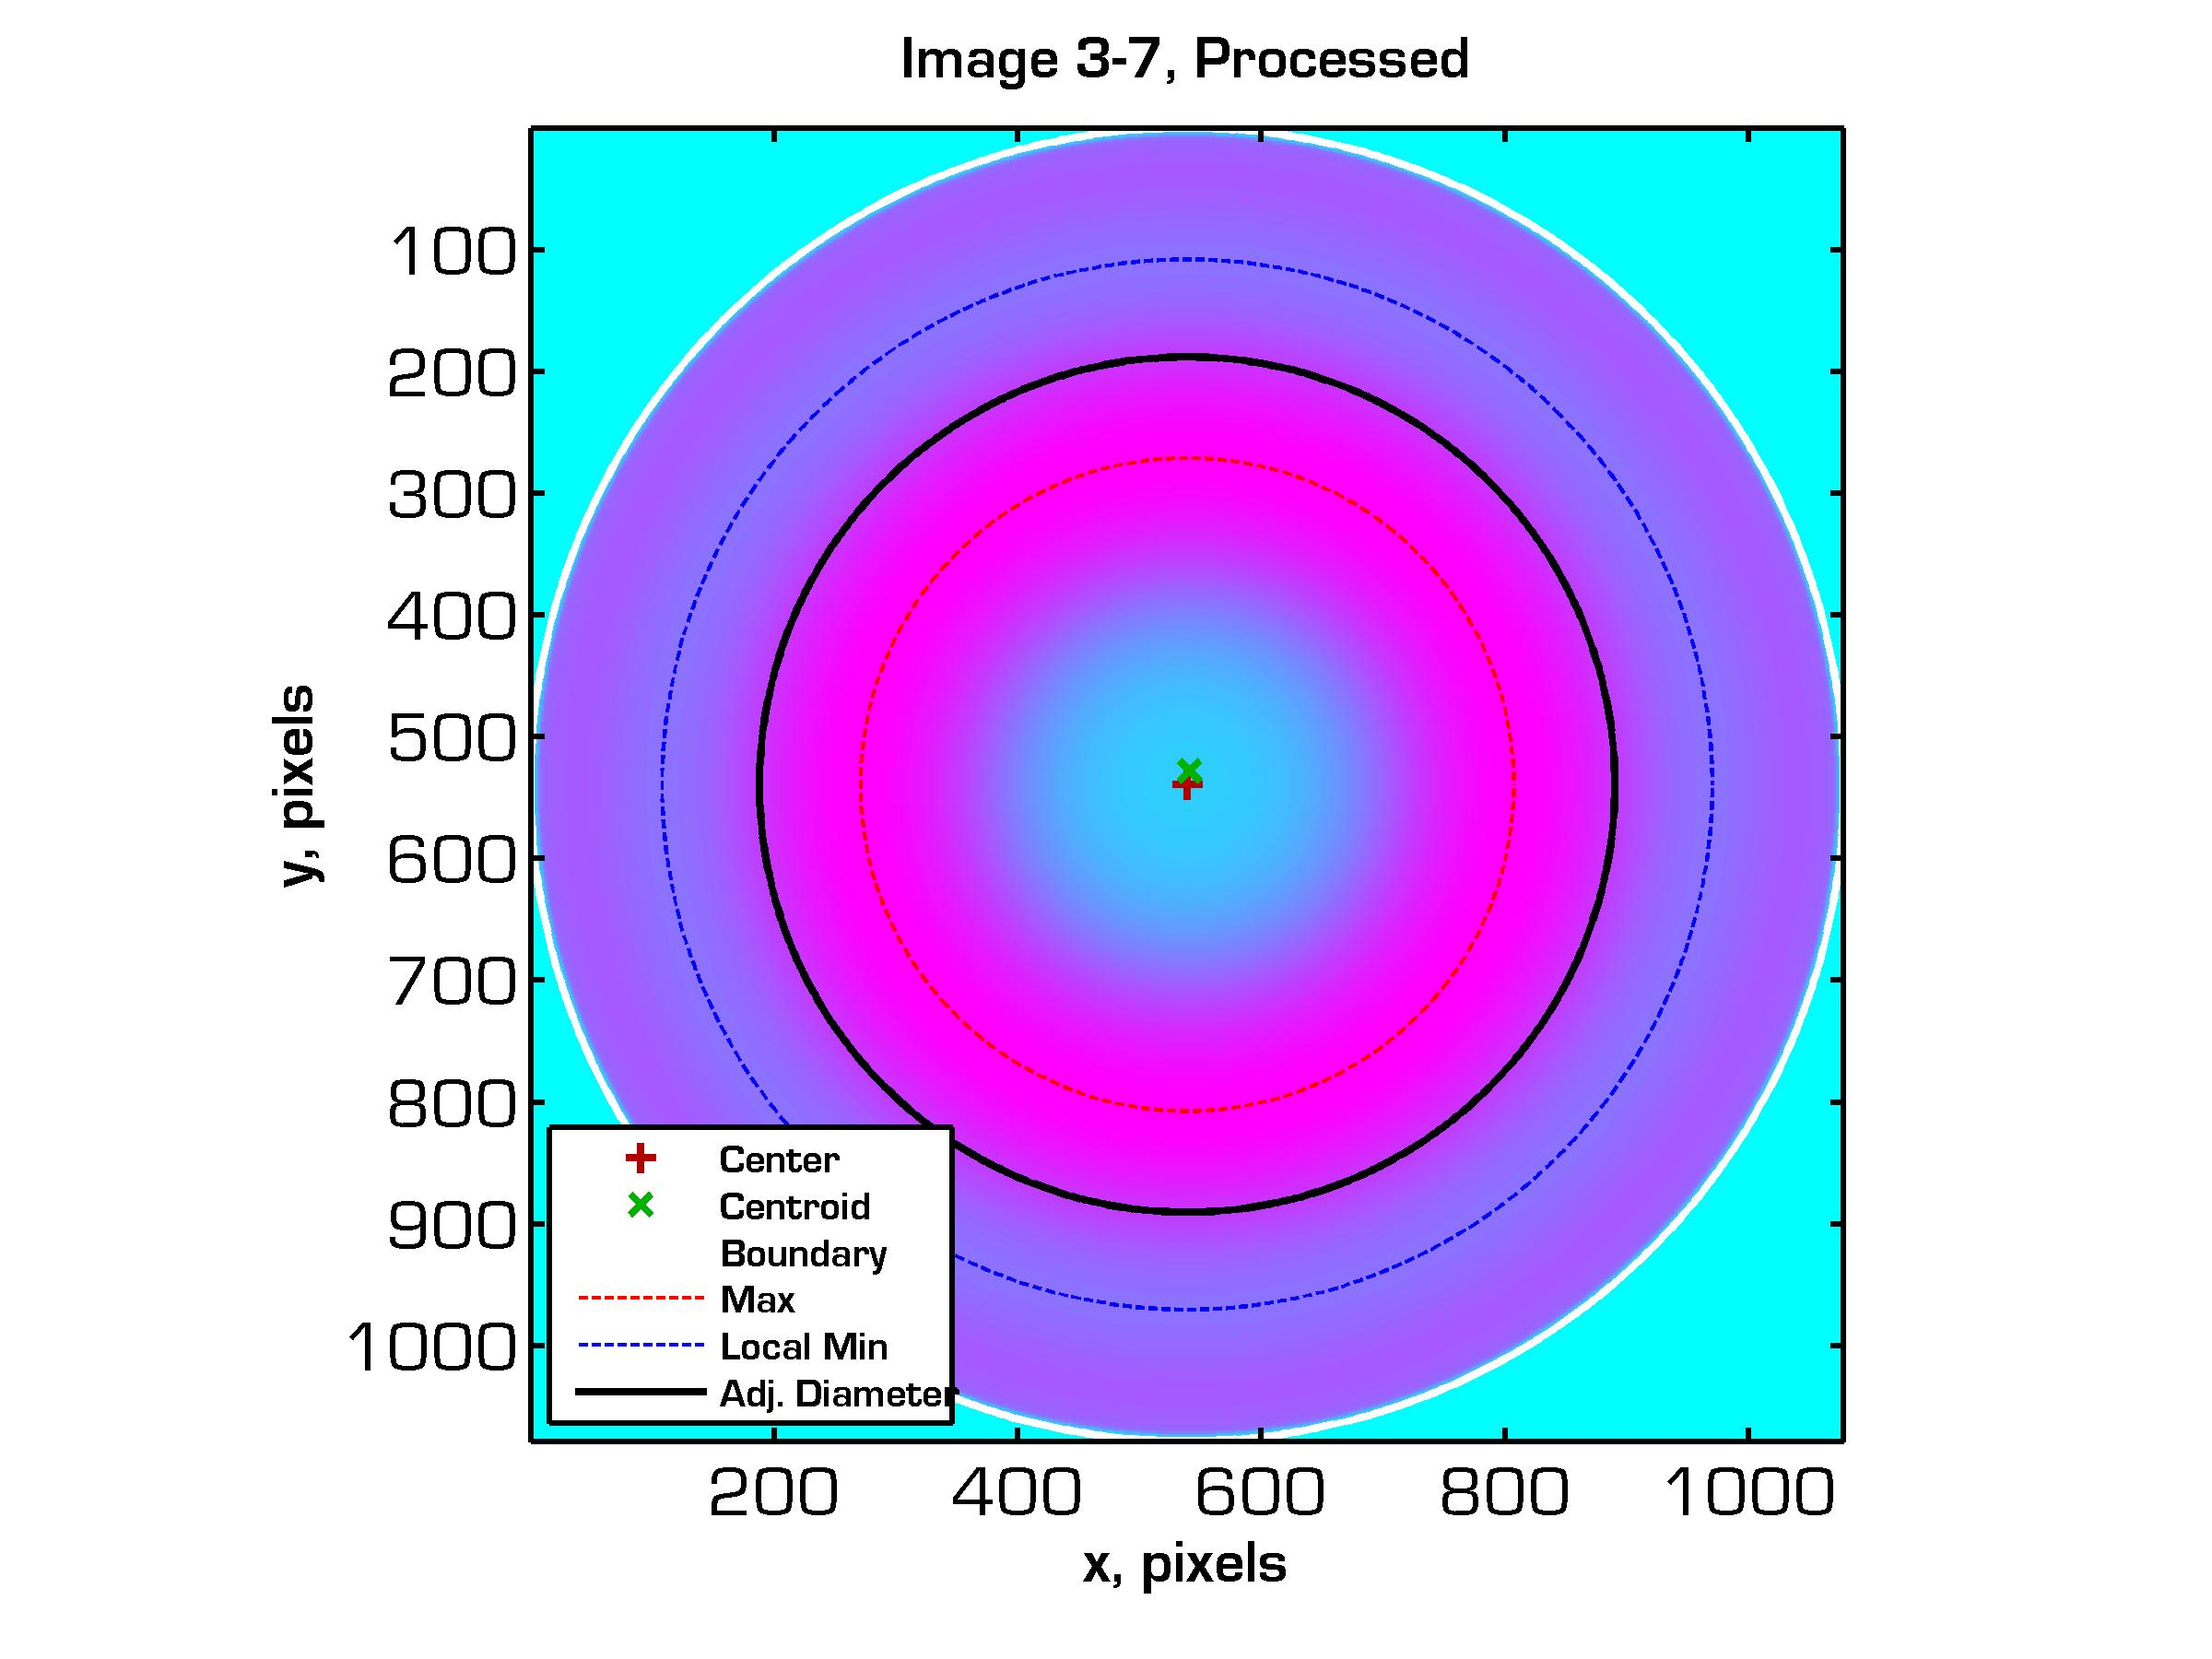 Image 3-7, Processed
100
200
300
400
500
600
700
800
900
1000
y, pixels
Center
Centroid
Boundary
Max
Local Min
Adj. Diameter
200 400 600 800 1000
x, pixels